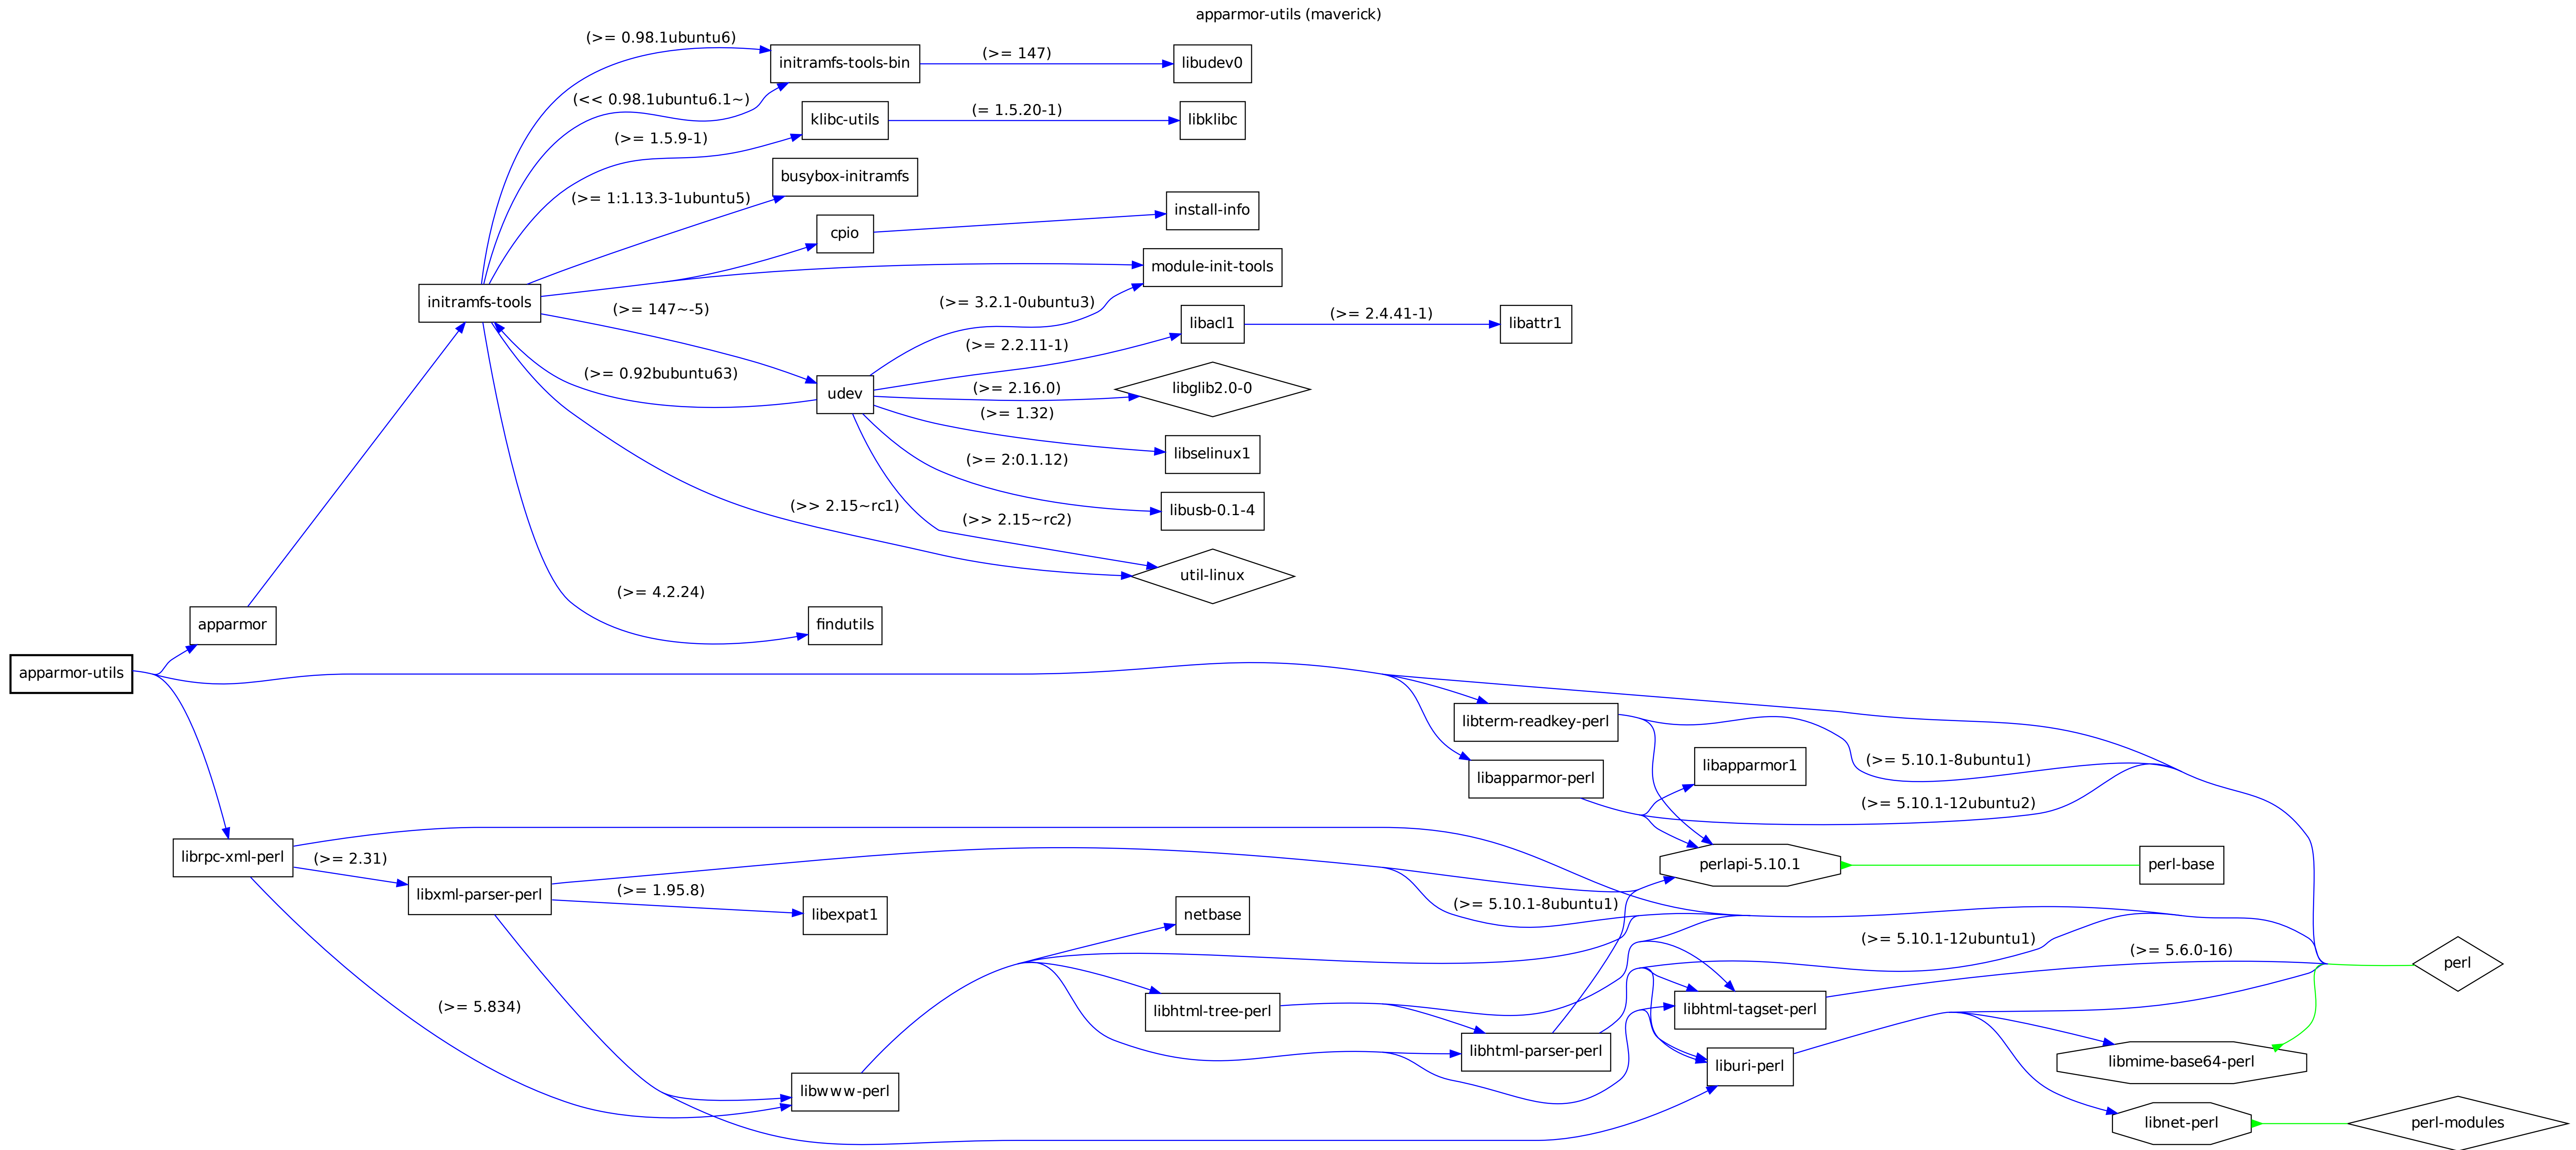 apparmor-utils (maverick)
(>= 0.98.1ubuntu6)
initramfs-tools-bin
(>= 147)
libudev0
(<< 0.98.1ubuntu6.1~)
klibc-utils
(= 1.5.20-1)
libklibc
(>= 1.5.9-1)
busybox-initramfs
(>= 1:1.13.3-1ubuntu5)
install-info
cpio
module-init-tools
initramfs-tools
(>= 147~-5)
(>= 3.2.1-0ubuntu3)
libacl1
(>= 2.4.41-1)
libattr1
(>= 2.2.11-1)
(>= 0.92bubuntu63)
udev
(>= 2.16.0)
libglib2.0-0
(>= 1.32)
libselinux1
(>= 2:0.1.12)
(>> 2.15~rc1)
libusb-0.1-4
(>> 2.15~rc2)
util-linux
(>= 4.2.24)
apparmor
findutils
apparmor-utils
libterm-readkey-perl
(>= 5.10.1-8ubuntu1)
libapparmor1
libapparmor-perl
(>= 5.10.1-12ubuntu2)
librpc-xml-perl
(>= 2.31)
perlapi-5.10.1
perl-base
libxml-parser-perl
(>= 1.95.8)
(>= 5.10.1-8ubuntu1)
libexpat1
netbase
(>= 5.10.1-12ubuntu1)
(>= 5.6.0-16)
perl
(>= 5.834)
libhtml-tree-perl
libhtml-tagset-perl
libhtml-parser-perl
liburi-perl
libmime-base64-perl
libwww-perl
libnet-perl
perl-modules